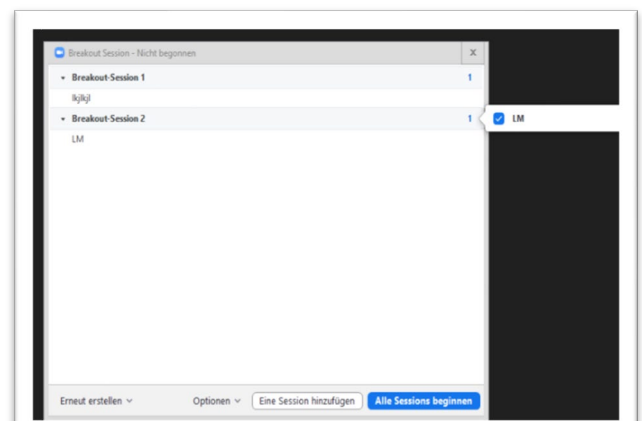 Breakout Session - Nicht begonnen X
Breakout-Session 1 1
lkjlkjl
Breakout-Session 2 1
LM
LM
Erneut erstellen Optionen Eine Session hinzufügen Alle Sessions beginnen